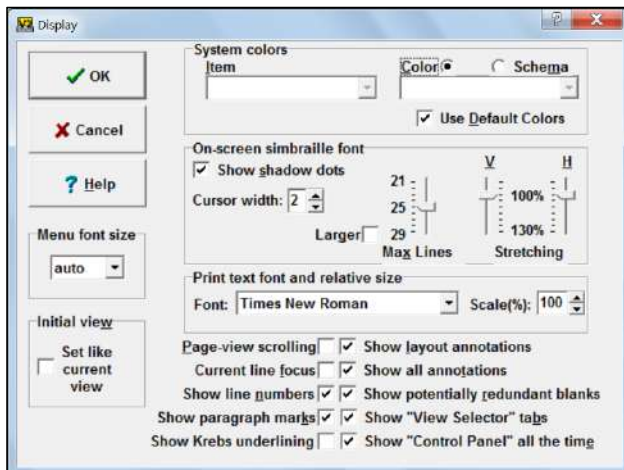 Display
System colors
Item Color Schema
OK
Use Default Colors
Cancel
On-screen simbraille font
Show shadow dots V H
Help
21
Cursor width: 2 25 100%
Larger 29 130%
Max Lines Stretching
Menu font size
auto
Print text font and relative size
Font: Times New Roman Scale(%): 100
Initial view
Set like
current
view
Page-view scrolling Show layout annotations
Current line focus Show all annotations
Show line numbers Show potentially redundant blanks
Show paragraph marks Show "View Selector" tabs
Show Krebs underlining Show "Control Panel" all the time